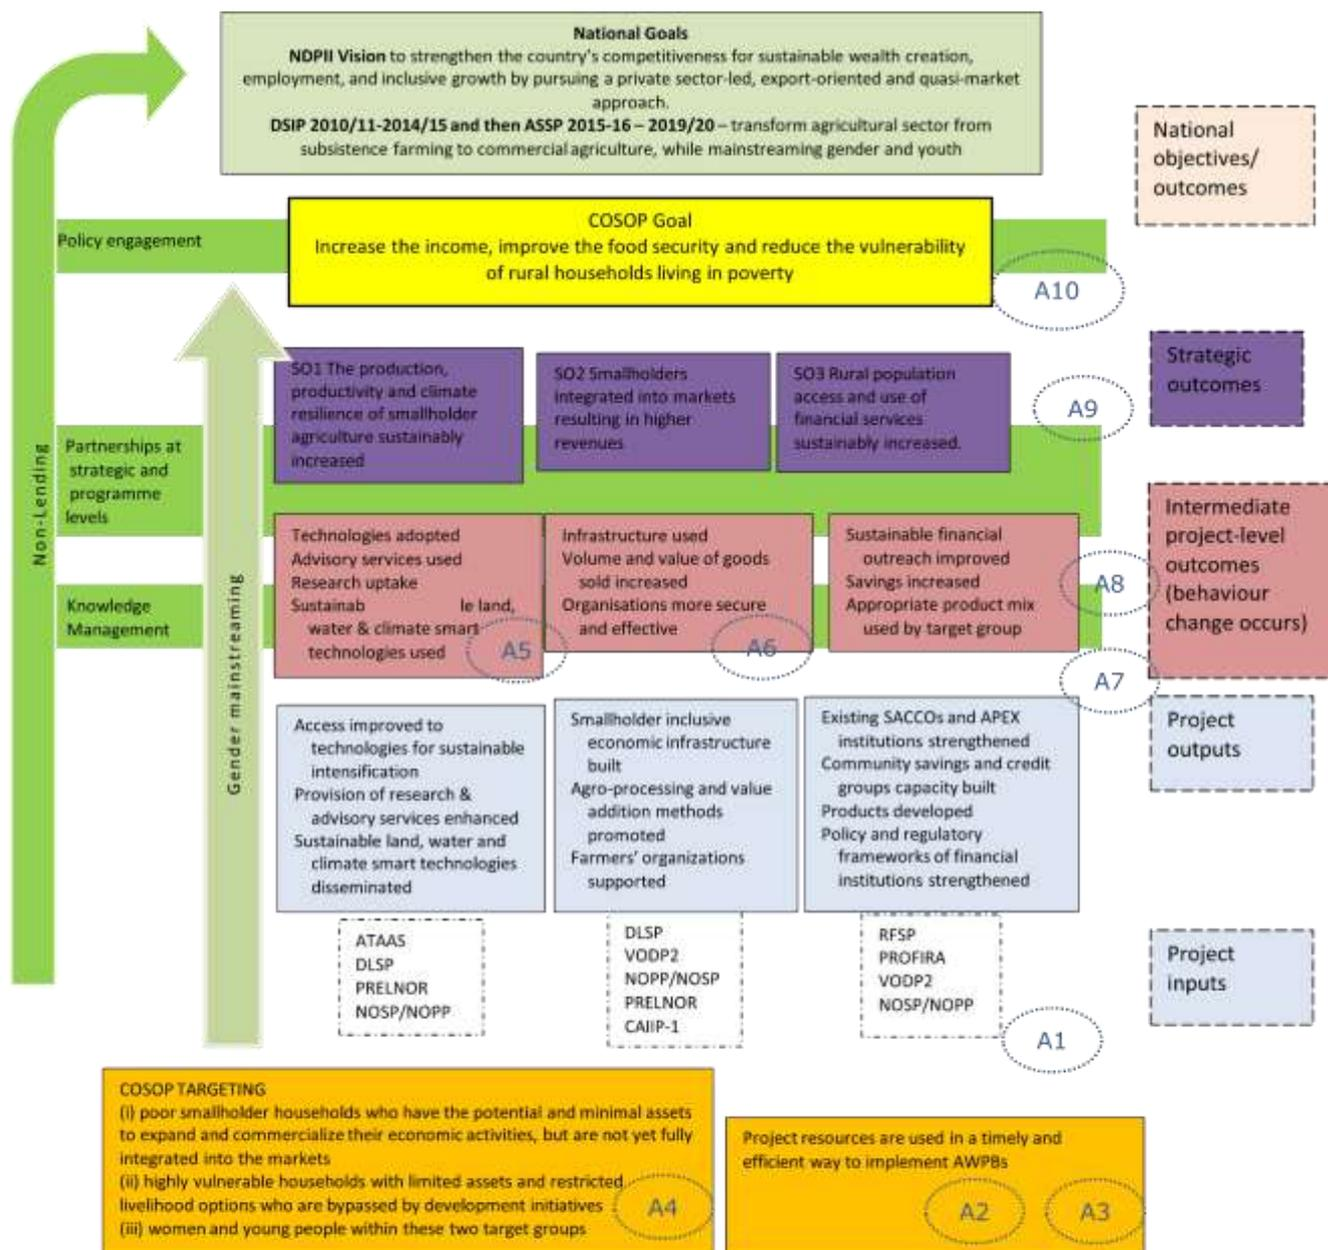 National Goals
NDPII Vision to strengthen the country's competitiveness for sustainable wealth creation,
employment, and inclusive growth by pursuing a private sector-led, export-oriented and quasi-market
approach.
DSIP 2010/11-2014/15 and then ASSP 2015-16 – 2019/20 – transform agricultural sector from
subsistence farming to commercial agriculture, while mainstreaming gender and youth
National
objectives/
outcomes
Policy engagement
COSOP Goal
Increase the income, improve the food security and reduce the vulnerability
of rural households living in poverty
A10
SO1 The production,
productivity and climate
resilience of smallholder
agriculture sustainably
increased
SO2 Smallholders
integrated into markets
resulting in higher
revenues
SO3 Rural population
access and use of
financial services
sustainably increased.
A9
Strategic
outcomes
Non-Lending
Partnerships at
strategic and
programme
levels
Knowledge
Management
Gender mainstreaming
Technologies adopted
Advisory services used
Research uptake
Sustainab le land,
water & climate smart
technologies used
A5
Infrastructure used
Volume and value of goods
sold increased
Organisations more secure
and effective
A6
Sustainable financial
outreach improved
Savings increased
Appropriate product mix
used by target group
A8
A7
Intermediate
project-level
outcomes
(behaviour
change occurs)
Access improved to
technologies for sustainable
intensification
Provision of research &
advisory services enhanced
Sustainable land, water and
climate smart technologies
disseminated
Smallholder inclusive
economic infrastructure
built
Agro-processing and value
addition methods
promoted
Farmers' organizations
supported
Existing SACCOs and APEX
institutions strengthened
Community savings and credit
groups capacity built
Products developed
Policy and regulatory
frameworks of financial
institutions strengthened
Project
outputs
ATAAS
DLSP
PRELNOR
NOSP/NOPP
DLSP
VODP2
NOPP/NOSP
PRELNOR
CAIIP-1
RFSP
PROFIRA
VODP2
NOSP/NOPP
A1
Project
inputs
COSOP TARGETING
(i) poor smallholder households who have the potential and minimal assets
to expand and commercialize their economic activities, but are not yet fully
integrated into the markets
(ii) highly vulnerable households with limited assets and restricted
livelihood options who are bypassed by development initiatives
(iii) women and young people within these two target groups
A4
Project resources are used in a timely and
efficient way to implement AWPBs
A2
A3